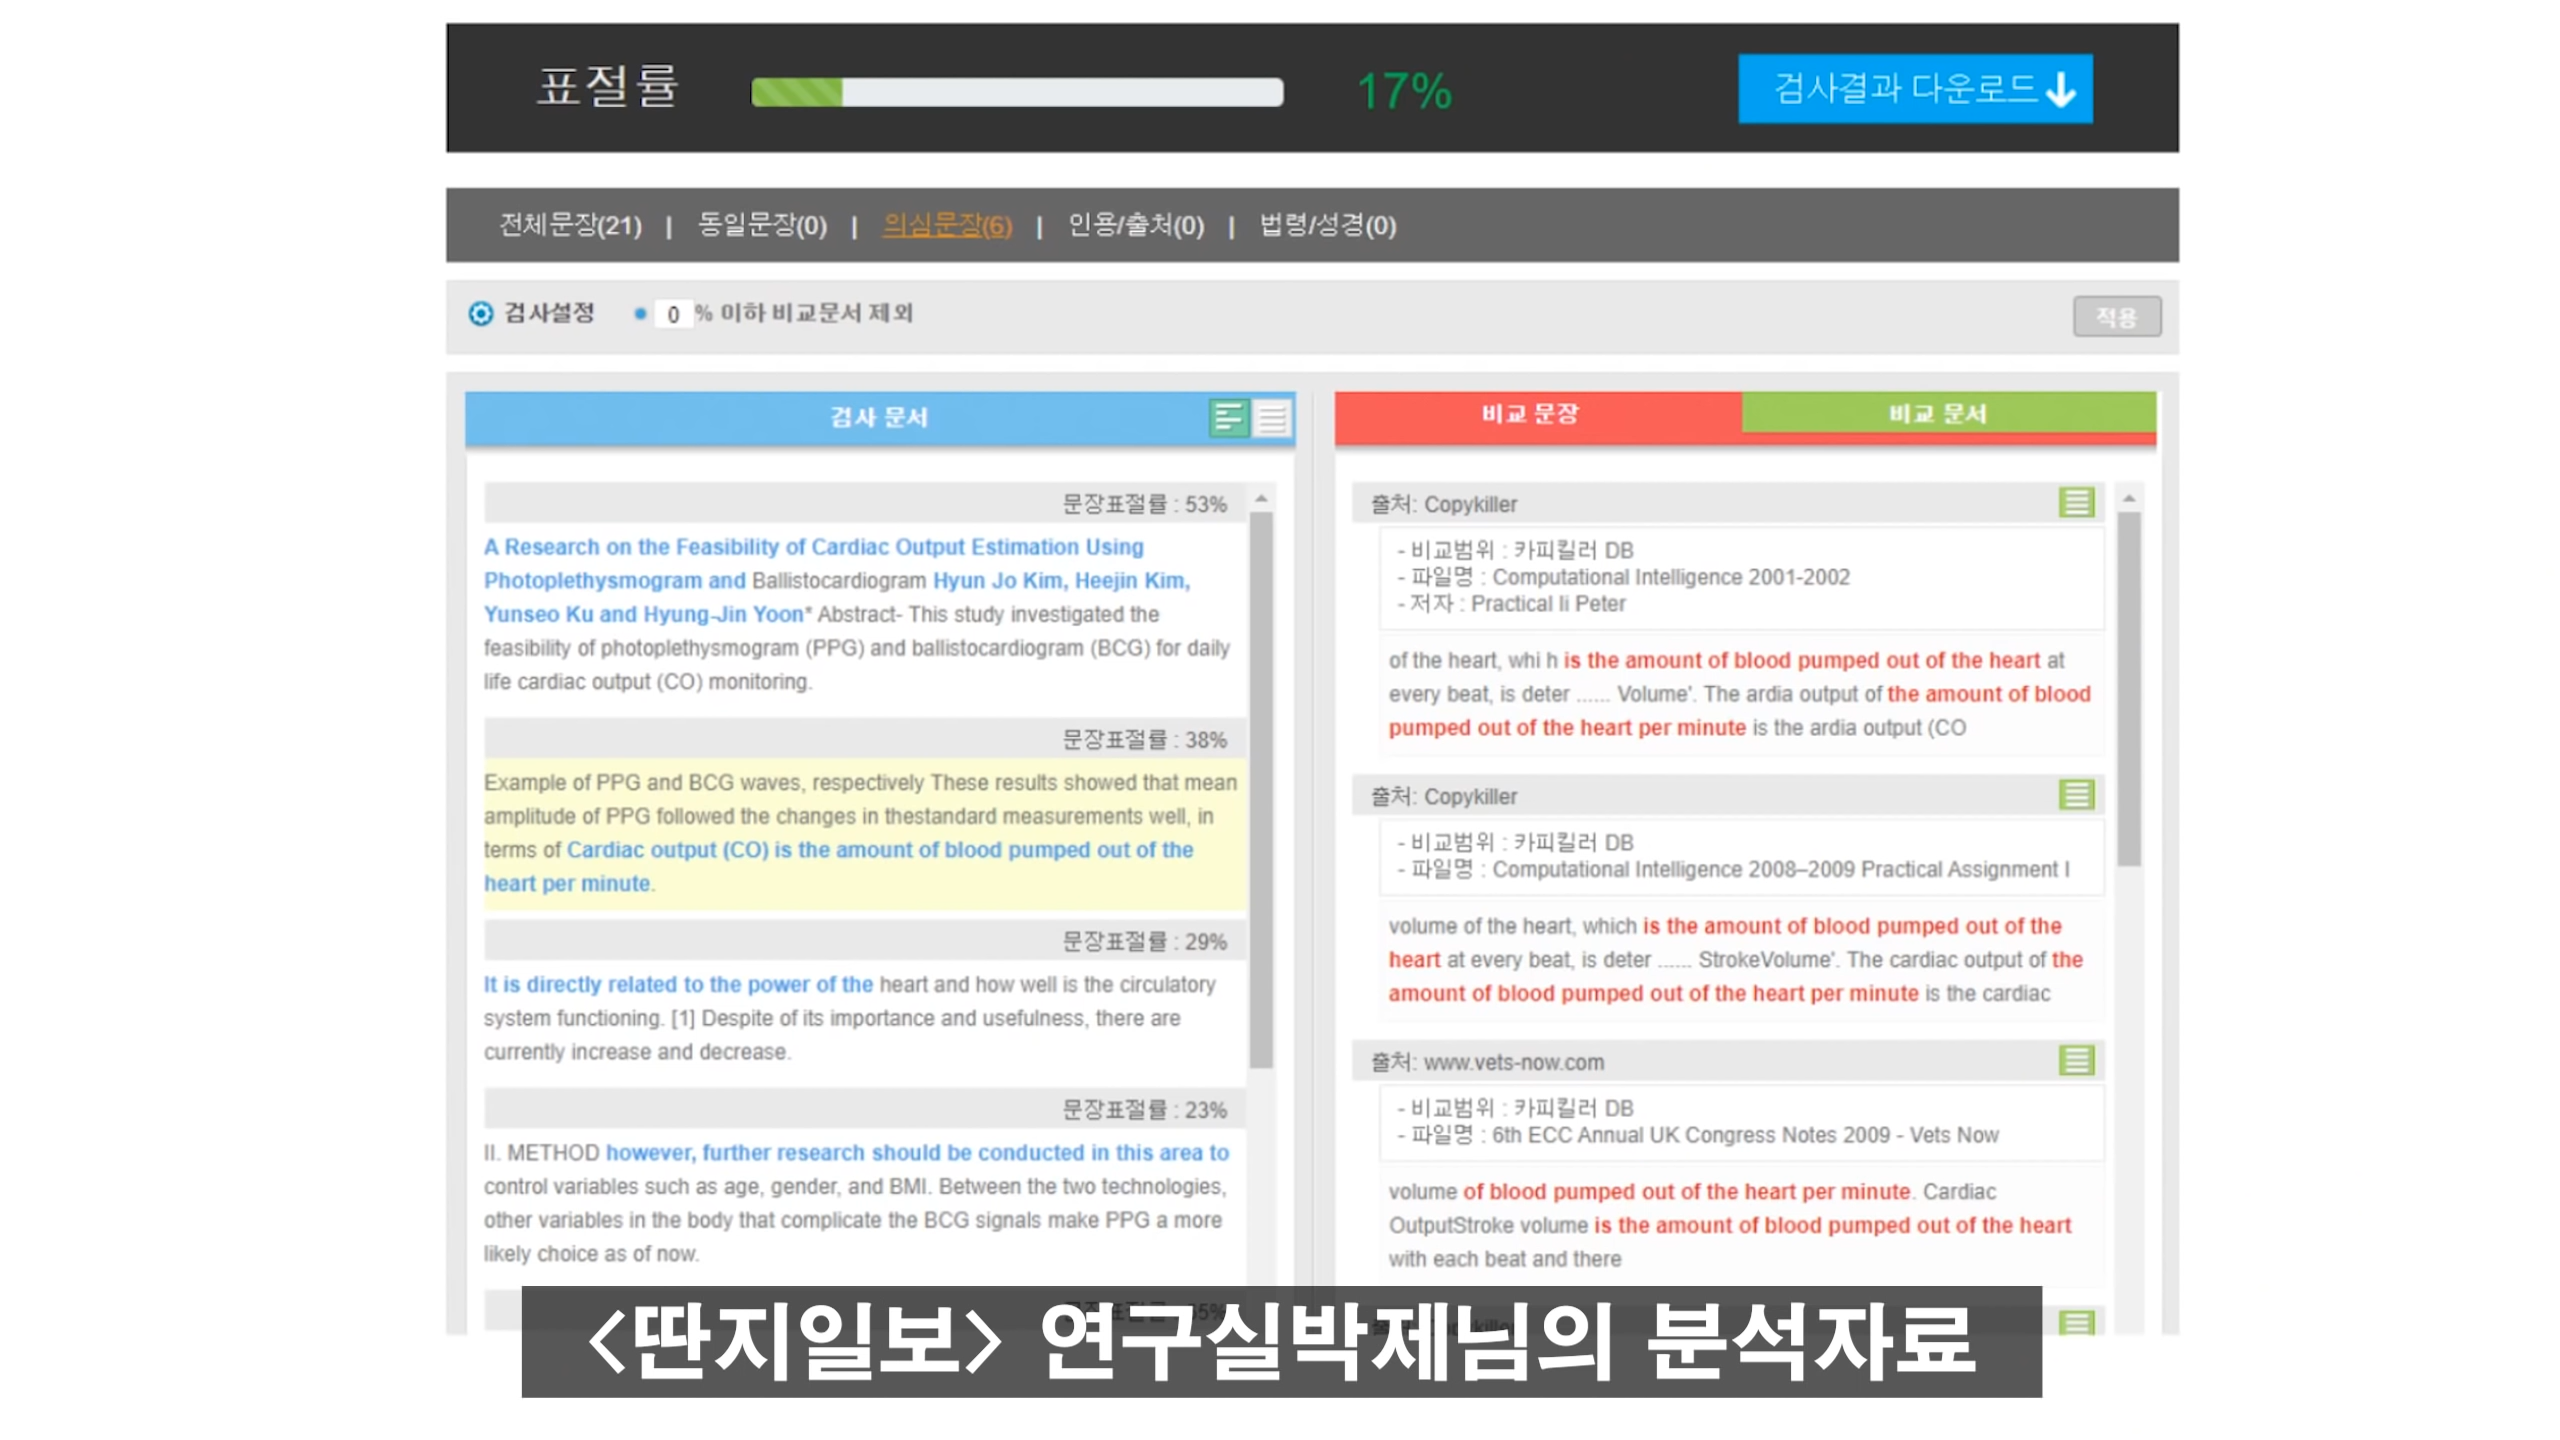 표절률
17%
검사결과 다운로드
전체문장(21) | 동일문장(0) | 의심문장(6) | 인용/출처(0) | 법령/성경(0)
검사설정
0 % 이하 비교문서 제외
적용
검사 문서
문장표절률 : 53%
A Research on the Feasibility of Cardiac Output Estimation Using
Photoplethysmogram and Ballistocardiogram Hyun Jo Kim, Heejin Kim,
Yunseo Ku and Hyung-Jin Yoon* Abstract- This study investigated the
feasibility of photoplethysmogram (PPG) and ballistocardiogram (BCG) for daily
life cardiac output (CO) monitoring.
문장표절률 : 38%
Example of PPG and BCG waves, respectively These results showed that mean
amplitude of PPG followed the changes in thestandard measurements well, in
terms of Cardiac output (CO) is the amount of blood pumped out of the
heart per minute.
문장표절률 : 29%
It is directly related to the power of the heart and how well is the circulatory
system functioning. [1] Despite of its importance and usefulness, there are
currently increase and decrease.
문장표절률 : 23%
II. METHOD however, further research should be conducted in this area to
control variables such as age, gender, and BMI. Between the two technologies,
other variables in the body that complicate the BCG signals make PPG a more
likely choice as of now.
비교 문장
비교 문서
출처: Copykiller
- 비교범위 : 카피킬러 DB
- 파일명 : Computational Intelligence 2001-2002
- 저자 : Practical Ii Peter
of the heart, whi h is the amount of blood pumped out of the heart at
every beat, is deter ...... Volume'. The ardia output of the amount of blood
pumped out of the heart per minute is the ardia output (CO
출처: Copykiller
- 비교범위 : 카피킬러 DB
- 파일명 : Computational Intelligence 2008–2009 Practical Assignment I
volume of the heart, which is the amount of blood pumped out of the
heart at every beat, is deter ...... StrokeVolume'. The cardiac output of the
amount of blood pumped out of the heart per minute is the cardiac
출처: www.vets-now.com
- 비교범위 : 카피킬러 DB
- 파일명 : 6th ECC Annual UK Congress Notes 2009 - Vets Now
volume of blood pumped out of the heart per minute. Cardiac
OutputStroke volume is the amount of blood pumped out of the heart
with each beat and there
<딴지일보> 연구실박제님의 분석자료